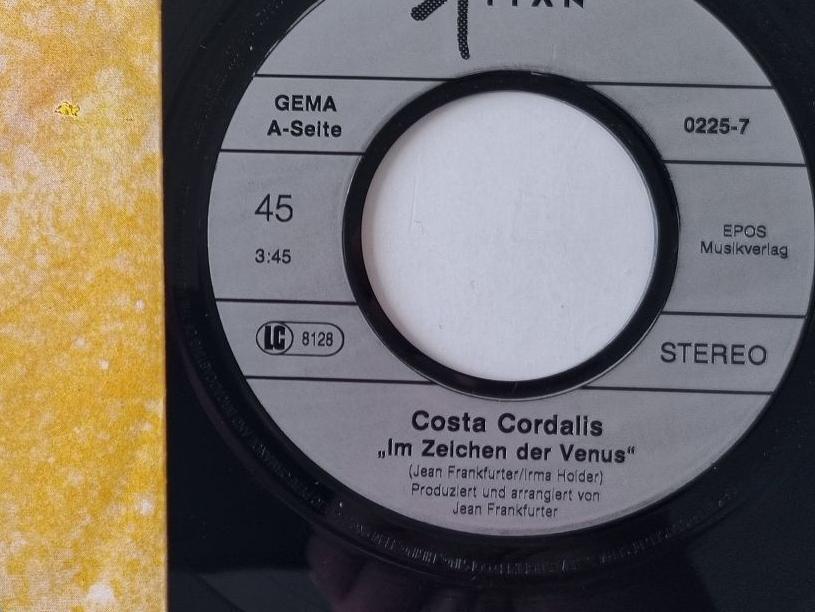 TITAN
GEMA
A-Seite
0225-7
45
3:45
EPOS
Musikverlag
LC 8128
STEREO
Costa Cordalis
„Im Zeichen der Venus“
(Jean Frankfurter/Irma Holder)
Produziert und arrangiert von
Jean Frankfurter